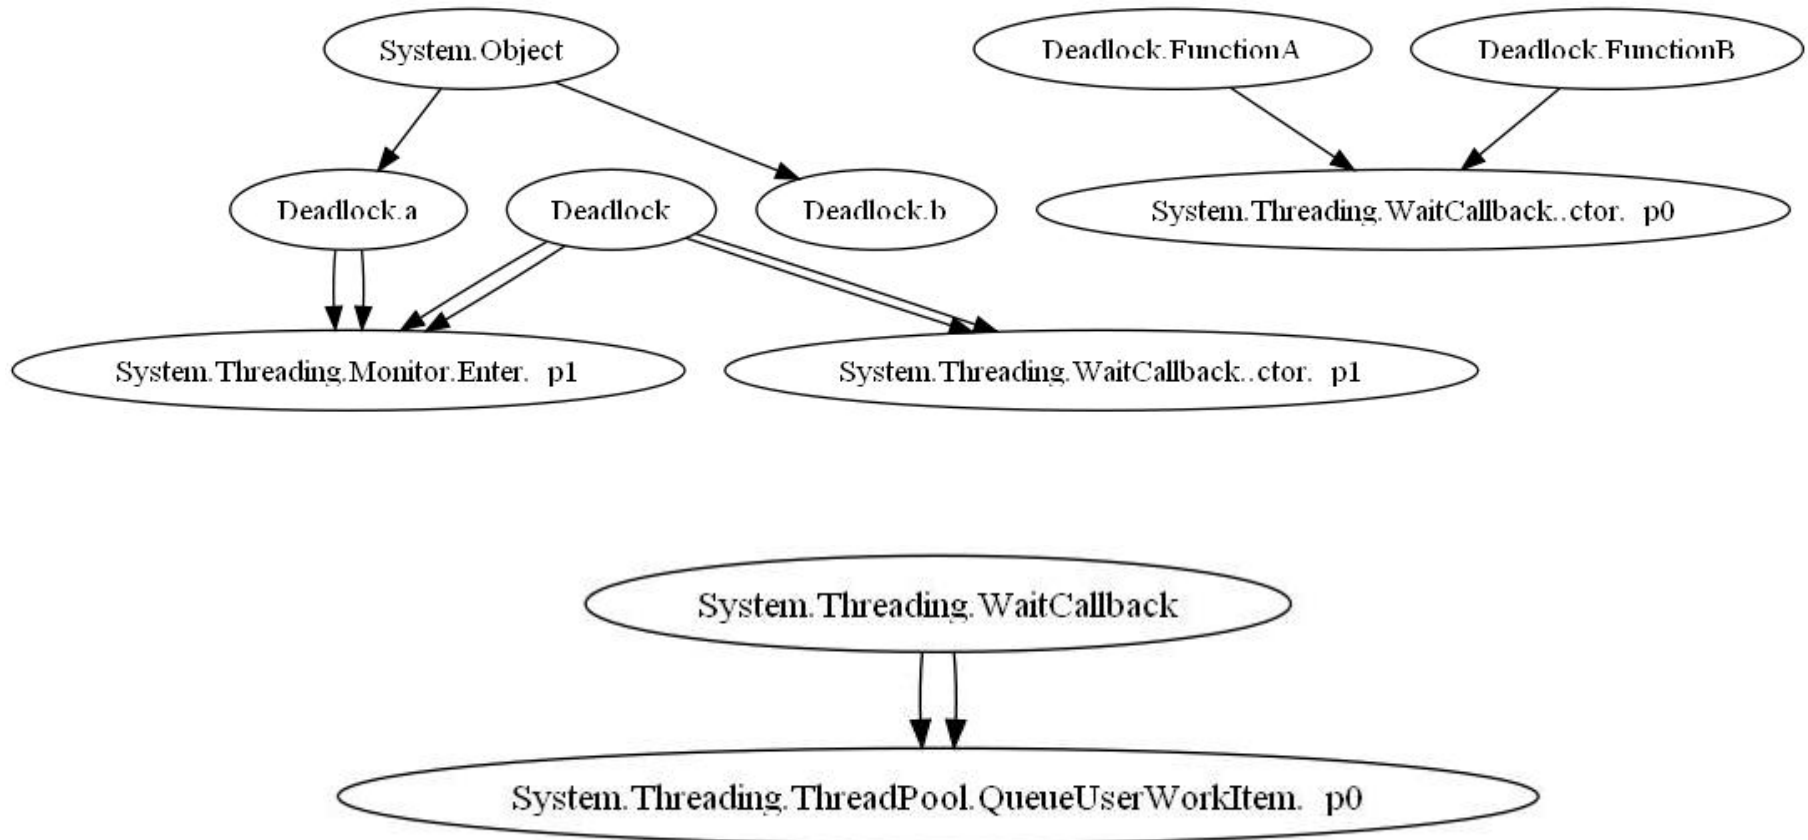 System.Object
Deadlock.FunctionA
Deadlock.FunctionB
Deadlock.a
Deadlock
Deadlock.b
System.Threading.WaitCallback..ctor. p0
System.Threading.Monitor.Enter. p1
System.Threading.WaitCallback..ctor. p1
System.Threading.WaitCallback
System.Threading.ThreadPool.QueueUserWorkItem. p0